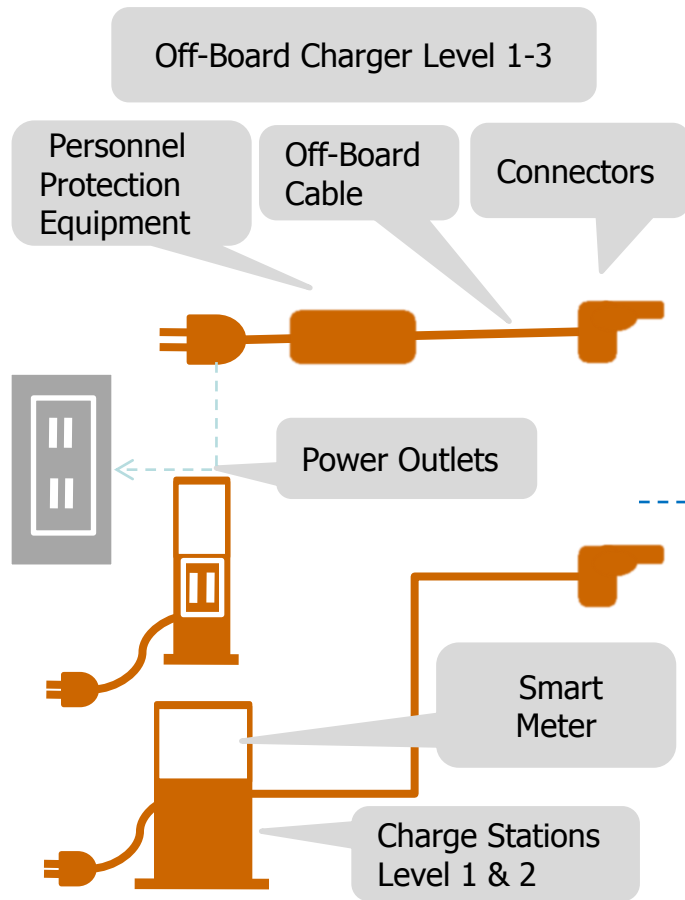 Off-Board Charger Level 1-3
Personnel
Protection
Equipment
Off-Board
Cable
Connectors
Power Outlets
Smart
Meter
Charge Stations
Level 1 & 2